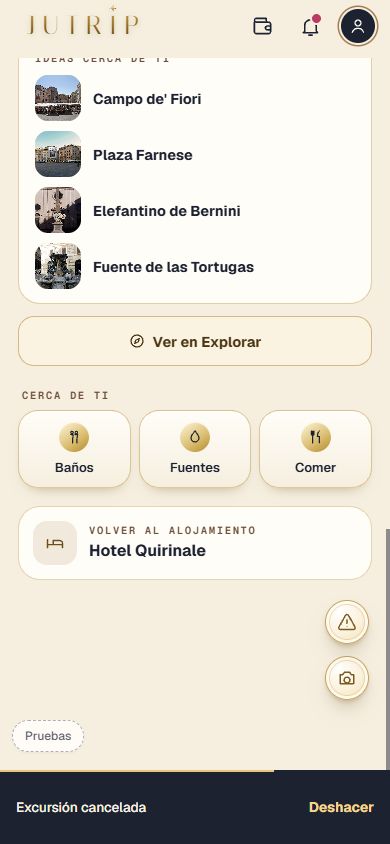 JUTRIP
IDEAS CERCA DE TI
Campo de' Fiori
Plaza Farnese
Elefantino de Bernini
Fuente de las Tortugas
Ver en Explorar
CERCA DE TI
Baños
Fuentes
Comer
VOLVER AL ALOJAMIENTO
Hotel Quirinale
Pruebas
Excursión cancelada
Deshacer